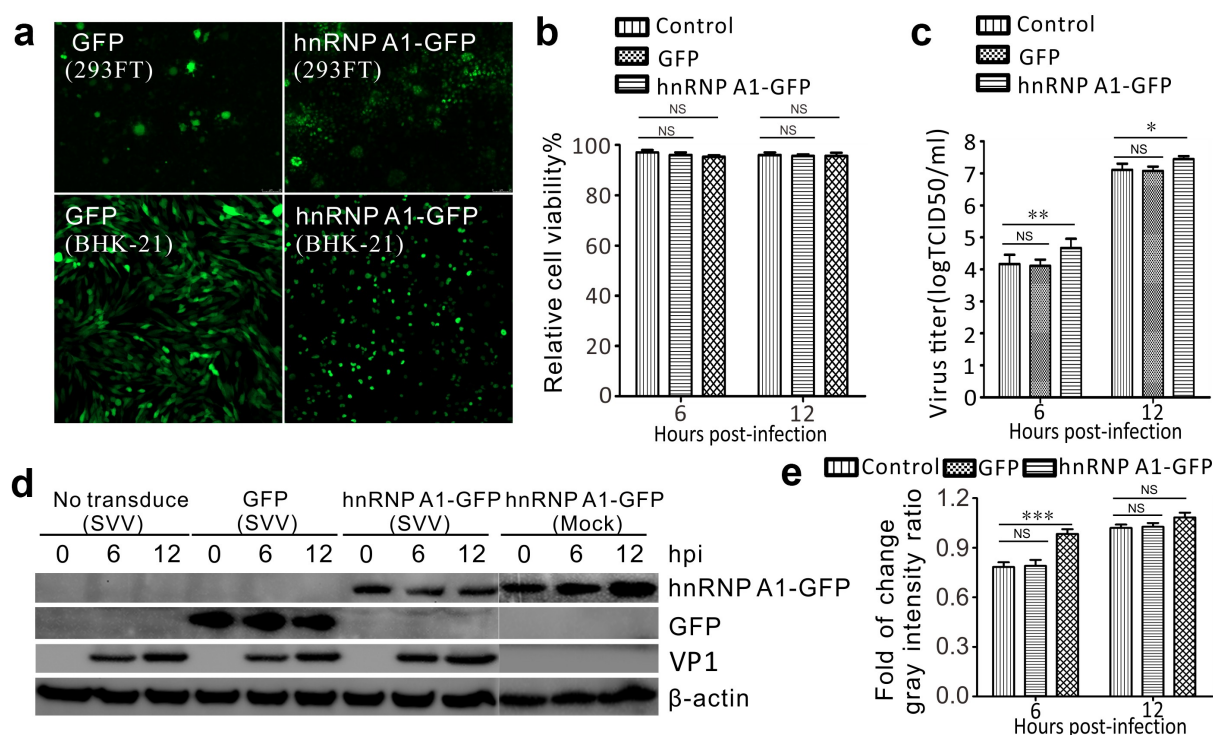 a
GFP
(293FT)
hnRNP A1-GFP
(293FT)
GFP
(BHK-21)
hnRNP A1-GFP
(BHK-21)
b
Control
GFP
hnRNP A1-GFP
NS
NS
NS
NS
100
80
60
40
20
0
Relative cell viability%
6
12
Hours post-infection
c
Control
GFP
hnRNP A1-GFP
*
NS
**
NS
8
7
6
5
4
3
2
1
0
Virus titer(logTCID50/ml)
6
12
Hours post-infection
d
No transduce
(SVV)
GFP
(SVV)
hnRNP A1-GFP
(SVV)
hnRNP A1-GFP
(Mock)
0 6 12 0 6 12 0 6 12 0 6 12 hpi
hnRNP A1-GFP
GFP
VP1
β-actin
e
Control GFP hnRNP A1-GFP
NS
NS
***
NS
1.2
0.9
0.6
0.3
0.0
Fold of change
gray intensity ratio
6
12
Hours post-infection